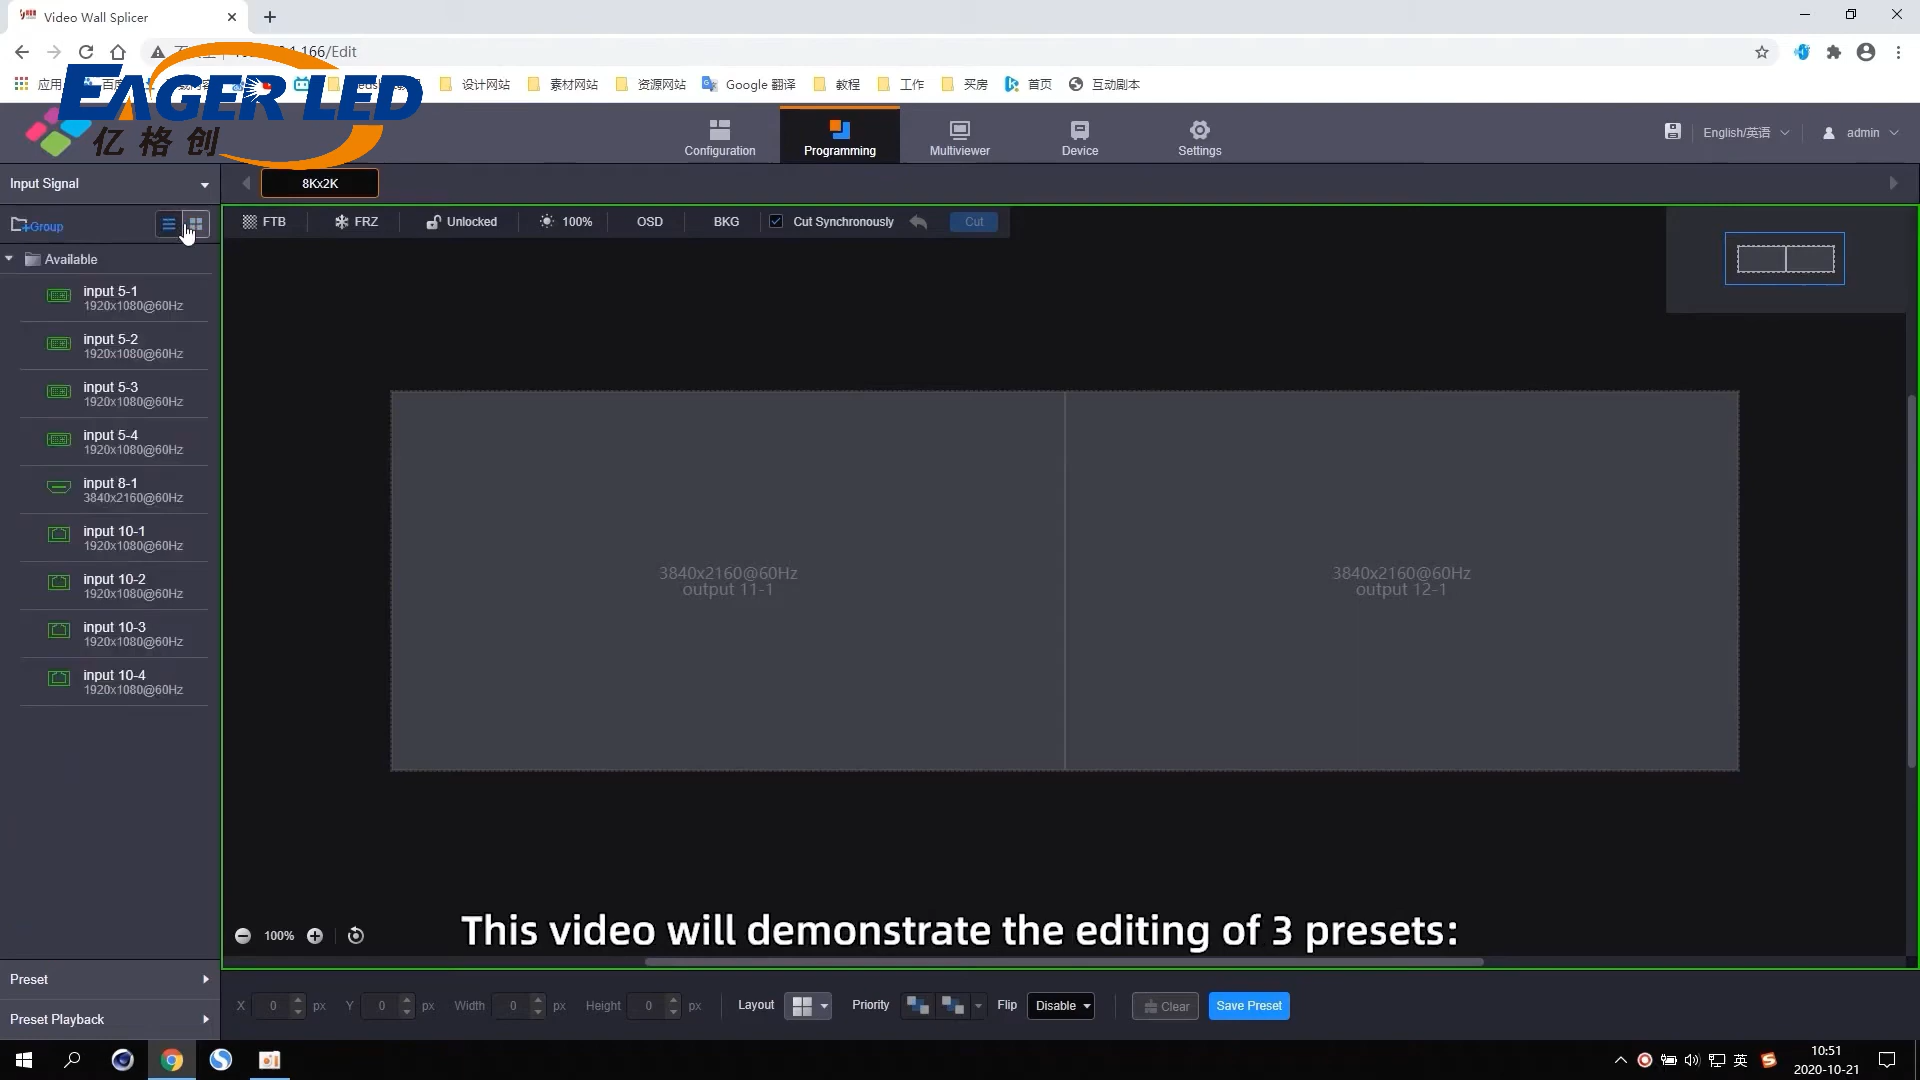 Video Wall Splicer
166/Edit
应用
设计网站
素材网站
资源网站
Google 翻译
教程
工作
买房
首页
互动剧本
EAGER LED
亿格创
Configuration
Programming
Multiviewer
Device
Settings
English/英语
admin
Input Signal
8Kx2K
Group
FTB
FRZ
Unlocked
100%
OSD
BKG
Cut Synchronously
Cut
Available
input 5-1
1920x1080@60Hz
input 5-2
1920x1080@60Hz
input 5-3
1920x1080@60Hz
input 5-4
1920x1080@60Hz
input 8-1
3840x2160@60Hz
input 10-1
1920x1080@60Hz
input 10-2
1920x1080@60Hz
input 10-3
1920x1080@60Hz
input 10-4
1920x1080@60Hz
3840x2160@60Hz
output 11-1
3840x2160@60Hz
output 12-1
100%
This video will demonstrate the editing of 3 presets:
Preset
Preset Playback
X 0 px
Y 0 px
Width 0 px
Height 0 px
Layout
Priority
Flip
Disable
Clear
Save Preset
英
10:51
2020-10-21